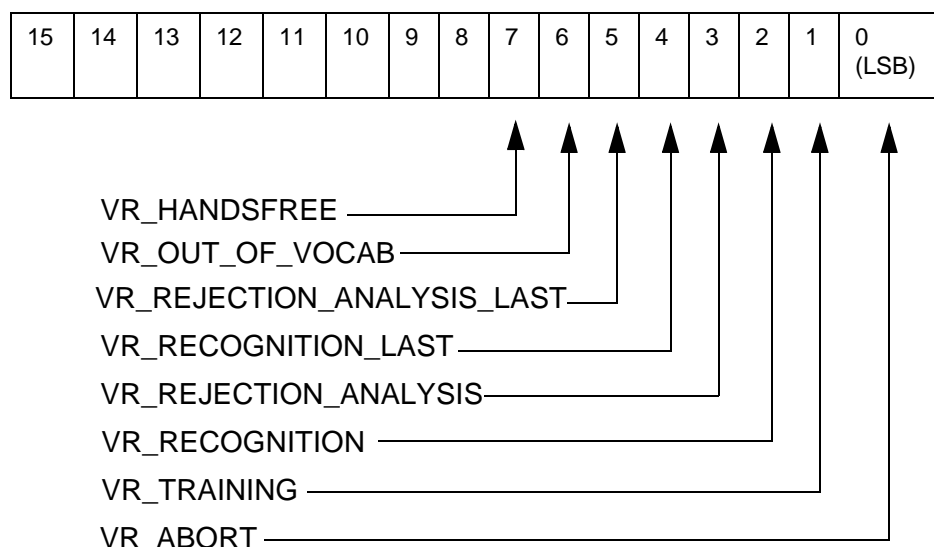 15 14 13 12 11 10 9 8 7 6 5 4 3 2 1 0
(LSB)
VR_HANDSFREE
VR_OUT_OF_VOCAB
VR_REJECTION_ANALYSIS_LAST
VR_RECOGNITION_LAST
VR_REJECTION_ANALYSIS
VR_RECOGNITION
VR_TRAINING
VR_ABORT